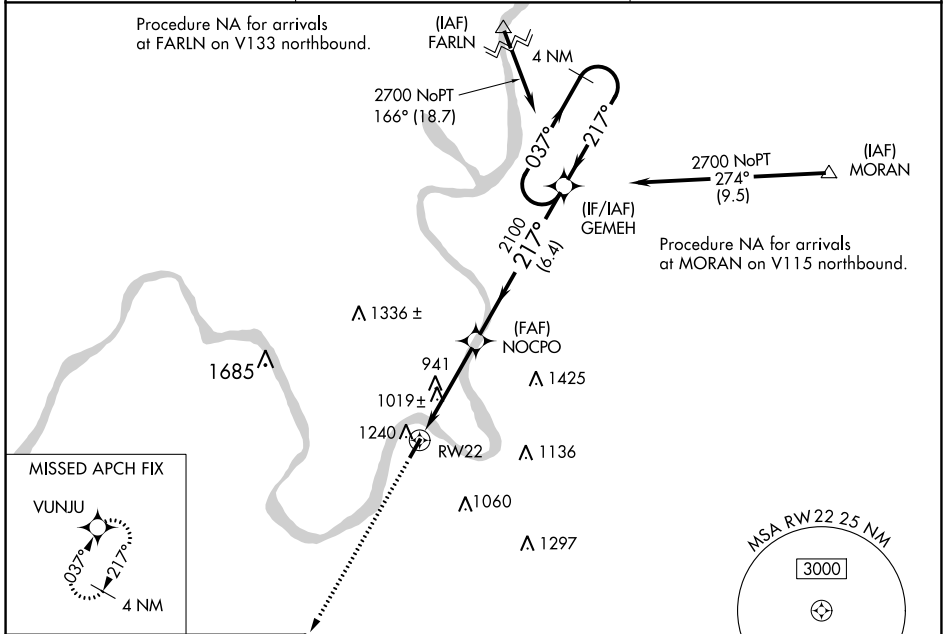 Procedure NA for arrivals
at FARLN on V133 northbound.
(IAF)
FARLN
4 NM
2700 NoPT
166° (18.7)
037°
217°
2700 NoPT
274°
(9.5)
(IAF)
MORAN
(IF/IAF)
GEMEH
2100
217°
(6.4)
Procedure NA for arrivals
at MORAN on V115 northbound.
1336 ±
(FAF)
NOCPO
1685
941
1425
1019±
1240
RW22
1136
1060
1297
MISSED APCH FIX
VUNJU
037°
217°
4 NM
MSA RW22 25 NM
3000